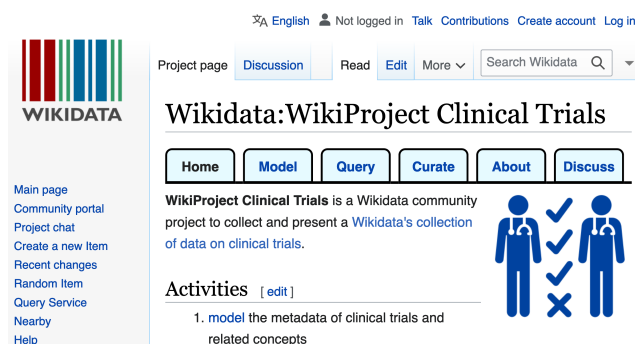 English Not logged in Talk Contributions Create account Log in
Project page Discussion Read Edit More Search Wikidata
WIKIDATA
Wikidata:WikiProject Clinical Trials
Home Model Query Curate About Discuss
Main page
Community portal
Project chat
Create a new Item
Recent changes
Random Item
Query Service
Nearby
Help
WikiProject Clinical Trials is a Wikidata community
project to collect and present a Wikidata's collection
of data on clinical trials.
Activities [ edit ]
1. model the metadata of clinical trials and
related concepts